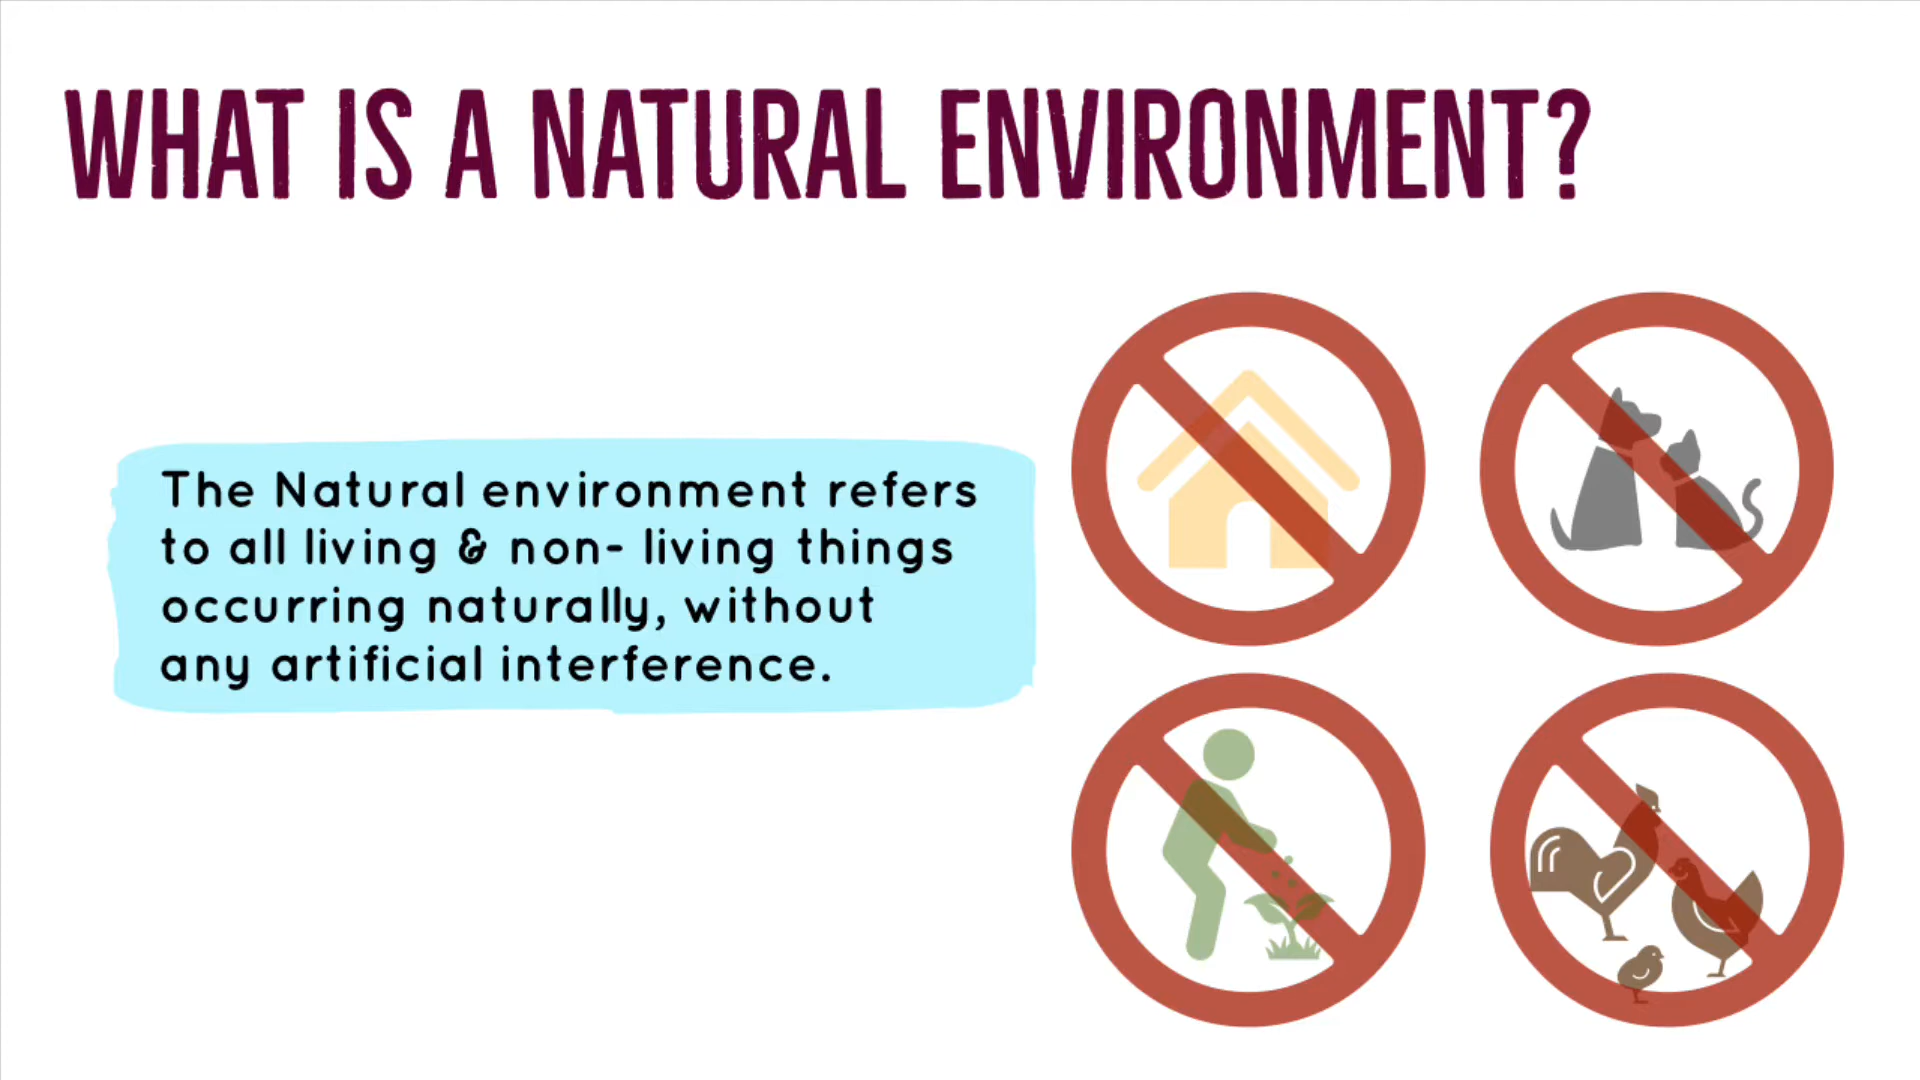 WHAT IS A NATURAL ENVIRONMENT?
The Natural environment refers
to all living & non- living things
occurring naturally, without
any artificial interference.